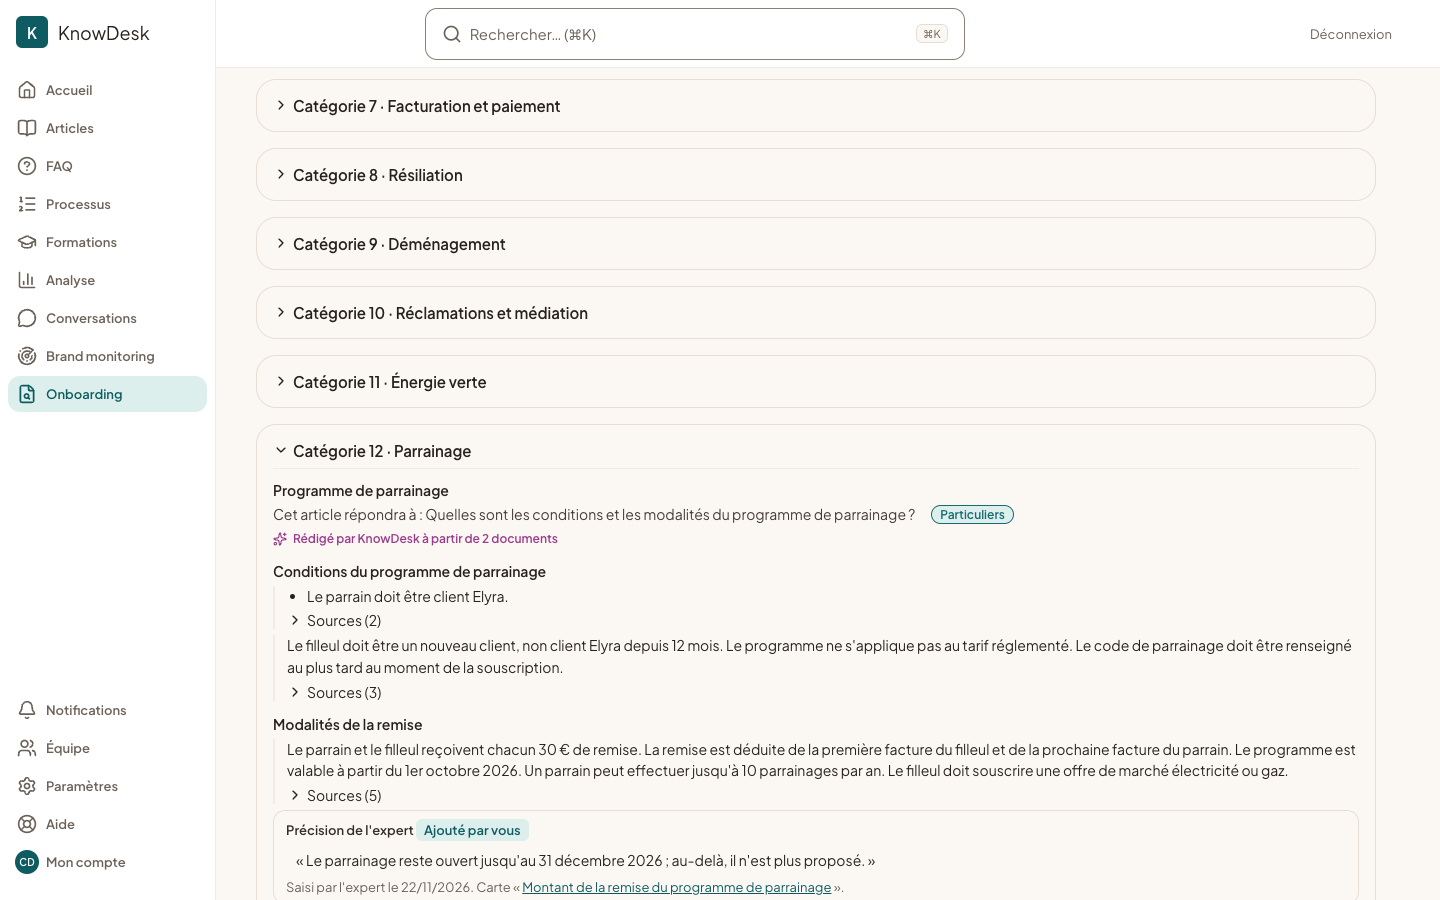 K KnowDesk
Rechercher... (⌘K)
⌘K
Déconnexion
Accueil
Articles
FAQ
Processus
Formations
Analyse
Conversations
Brand monitoring
Onboarding
Notifications
Équipe
Paramètres
Aide
CD Mon compte
Catégorie 7 · Facturation et paiement
Catégorie 8 · Résiliation
Catégorie 9 · Déménagement
Catégorie 10 · Réclamations et médiation
Catégorie 11 · Énergie verte
Catégorie 12 · Parrainage
Programme de parrainage
Cet article répondra à : Quelles sont les conditions et les modalités du programme de parrainage ? Particuliers
Rédigé par KnowDesk à partir de 2 documents
Conditions du programme de parrainage
• Le parrain doit être client Elyra.
Sources (2)
Le filleul doit être un nouveau client, non client Elyra depuis 12 mois. Le programme ne s'applique pas au tarif réglementé. Le code de parrainage doit être renseigné
au plus tard au moment de la souscription.
Sources (3)
Modalités de la remise
Le parrain et le filleul reçoivent chacun 30 € de remise. La remise est déduite de la première facture du filleul et de la prochaine facture du parrain. Le programme est
valable à partir du 1er octobre 2026. Un parrain peut effectuer jusqu'à 10 parrainages par an. Le filleul doit souscrire une offre de marché électricité ou gaz.
Sources (5)
Précision de l'expert Ajouté par vous
« Le parrainage reste ouvert jusqu'au 31 décembre 2026 ; au-delà, il n'est plus proposé. »
Saisi par l'expert le 22/11/2026. Carte « Montant de la remise du programme de parrainage ».